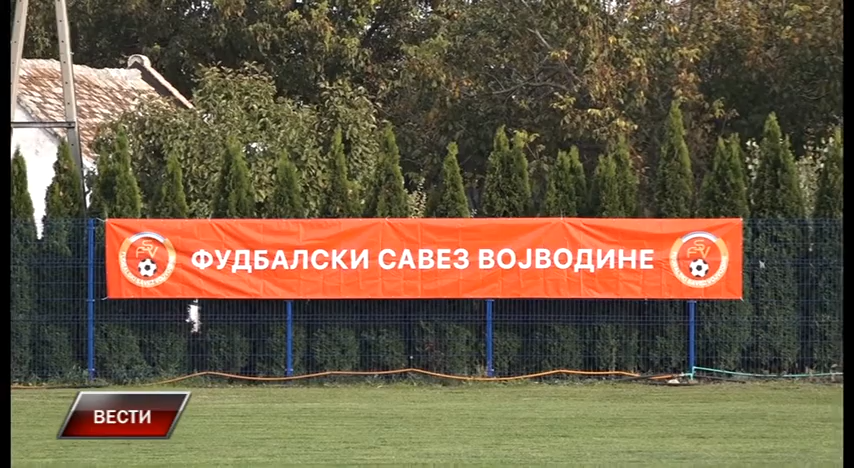 ФУДБАЛСКИ САВЕЗ ВОЈВОДИНЕ
ВЕСТИ